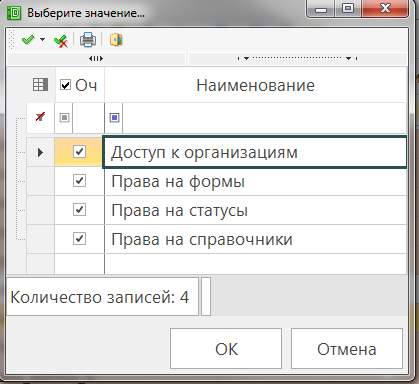 Выберите значение...
Оч Наименование
Доступ к организациям
Права на формы
Права на статусы
Права на справочники
Количество записей: 4
OK Отмена